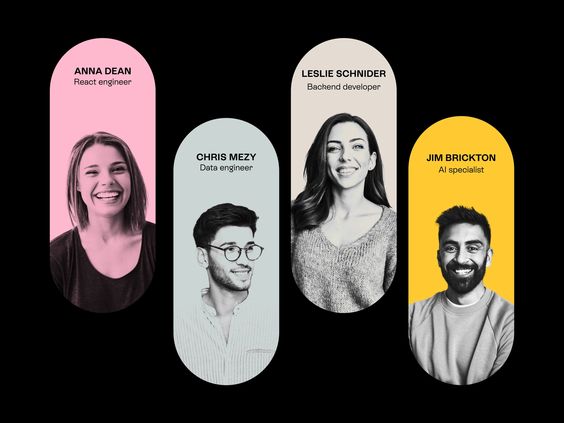 ANNA DEAN
React engineer
CHRIS MEZY
Data engineer
LESLIE SCHNIDER
Backend developer
JIM BRICKTON
AI specialist